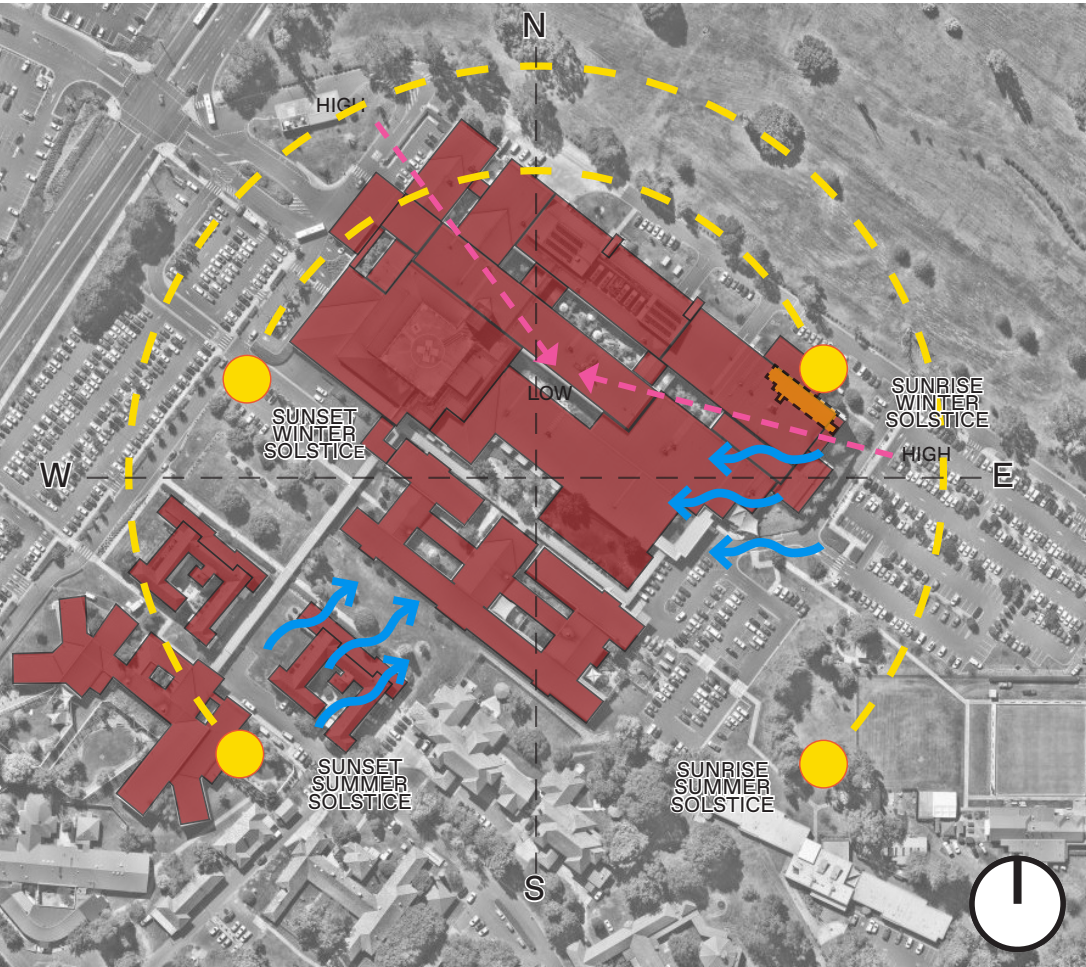 N
HIGH
LOW
SUNRISE
WINTER
SOLSTICE
SUNSET
WINTER
SOLSTICE
HIGH
W
E
SUNSET
SUMMER
SOLSTICE
SUNRISE
SUMMER
SOLSTICE
S